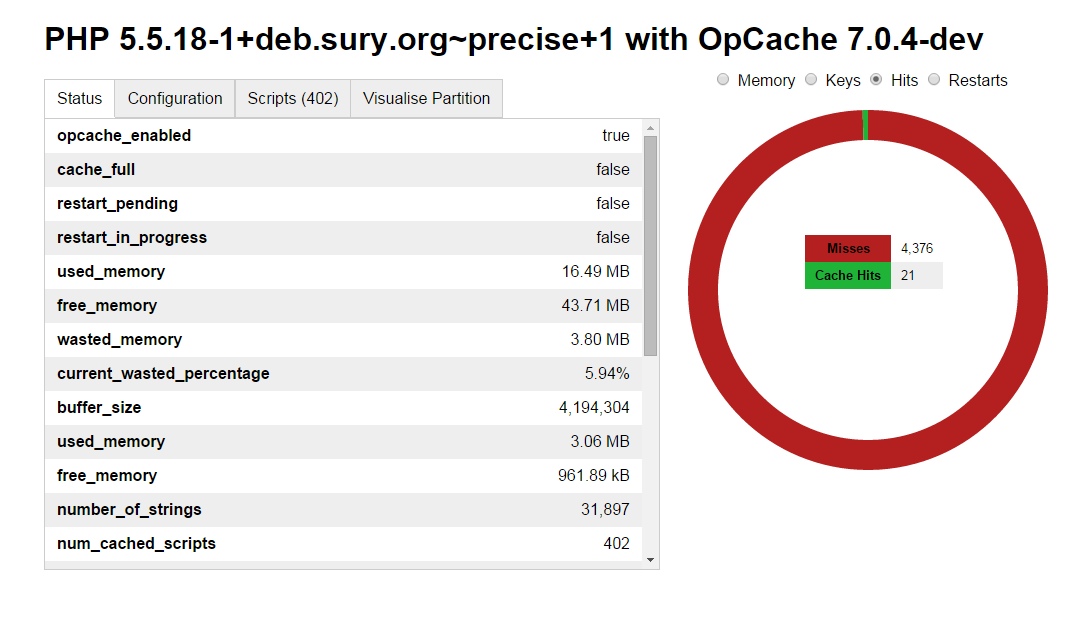 PHP 5.5.18-1+deb.sury.org~precise+1 with OpCache 7.0.4-dev
Status Configuration Scripts (402) Visualise Partition
opcache_enabled true
cache_full false
restart_pending false
restart_in_progress false
used_memory 16.49 MB
free_memory 43.71 MB
wasted_memory 3.80 MB
current_wasted_percentage 5.94%
buffer_size 4,194,304
used_memory 3.06 MB
free_memory 961.89 kB
number_of_strings 31,897
num_cached_scripts 402
Memory Keys Hits Restarts
Misses 4,376
Cache Hits 21